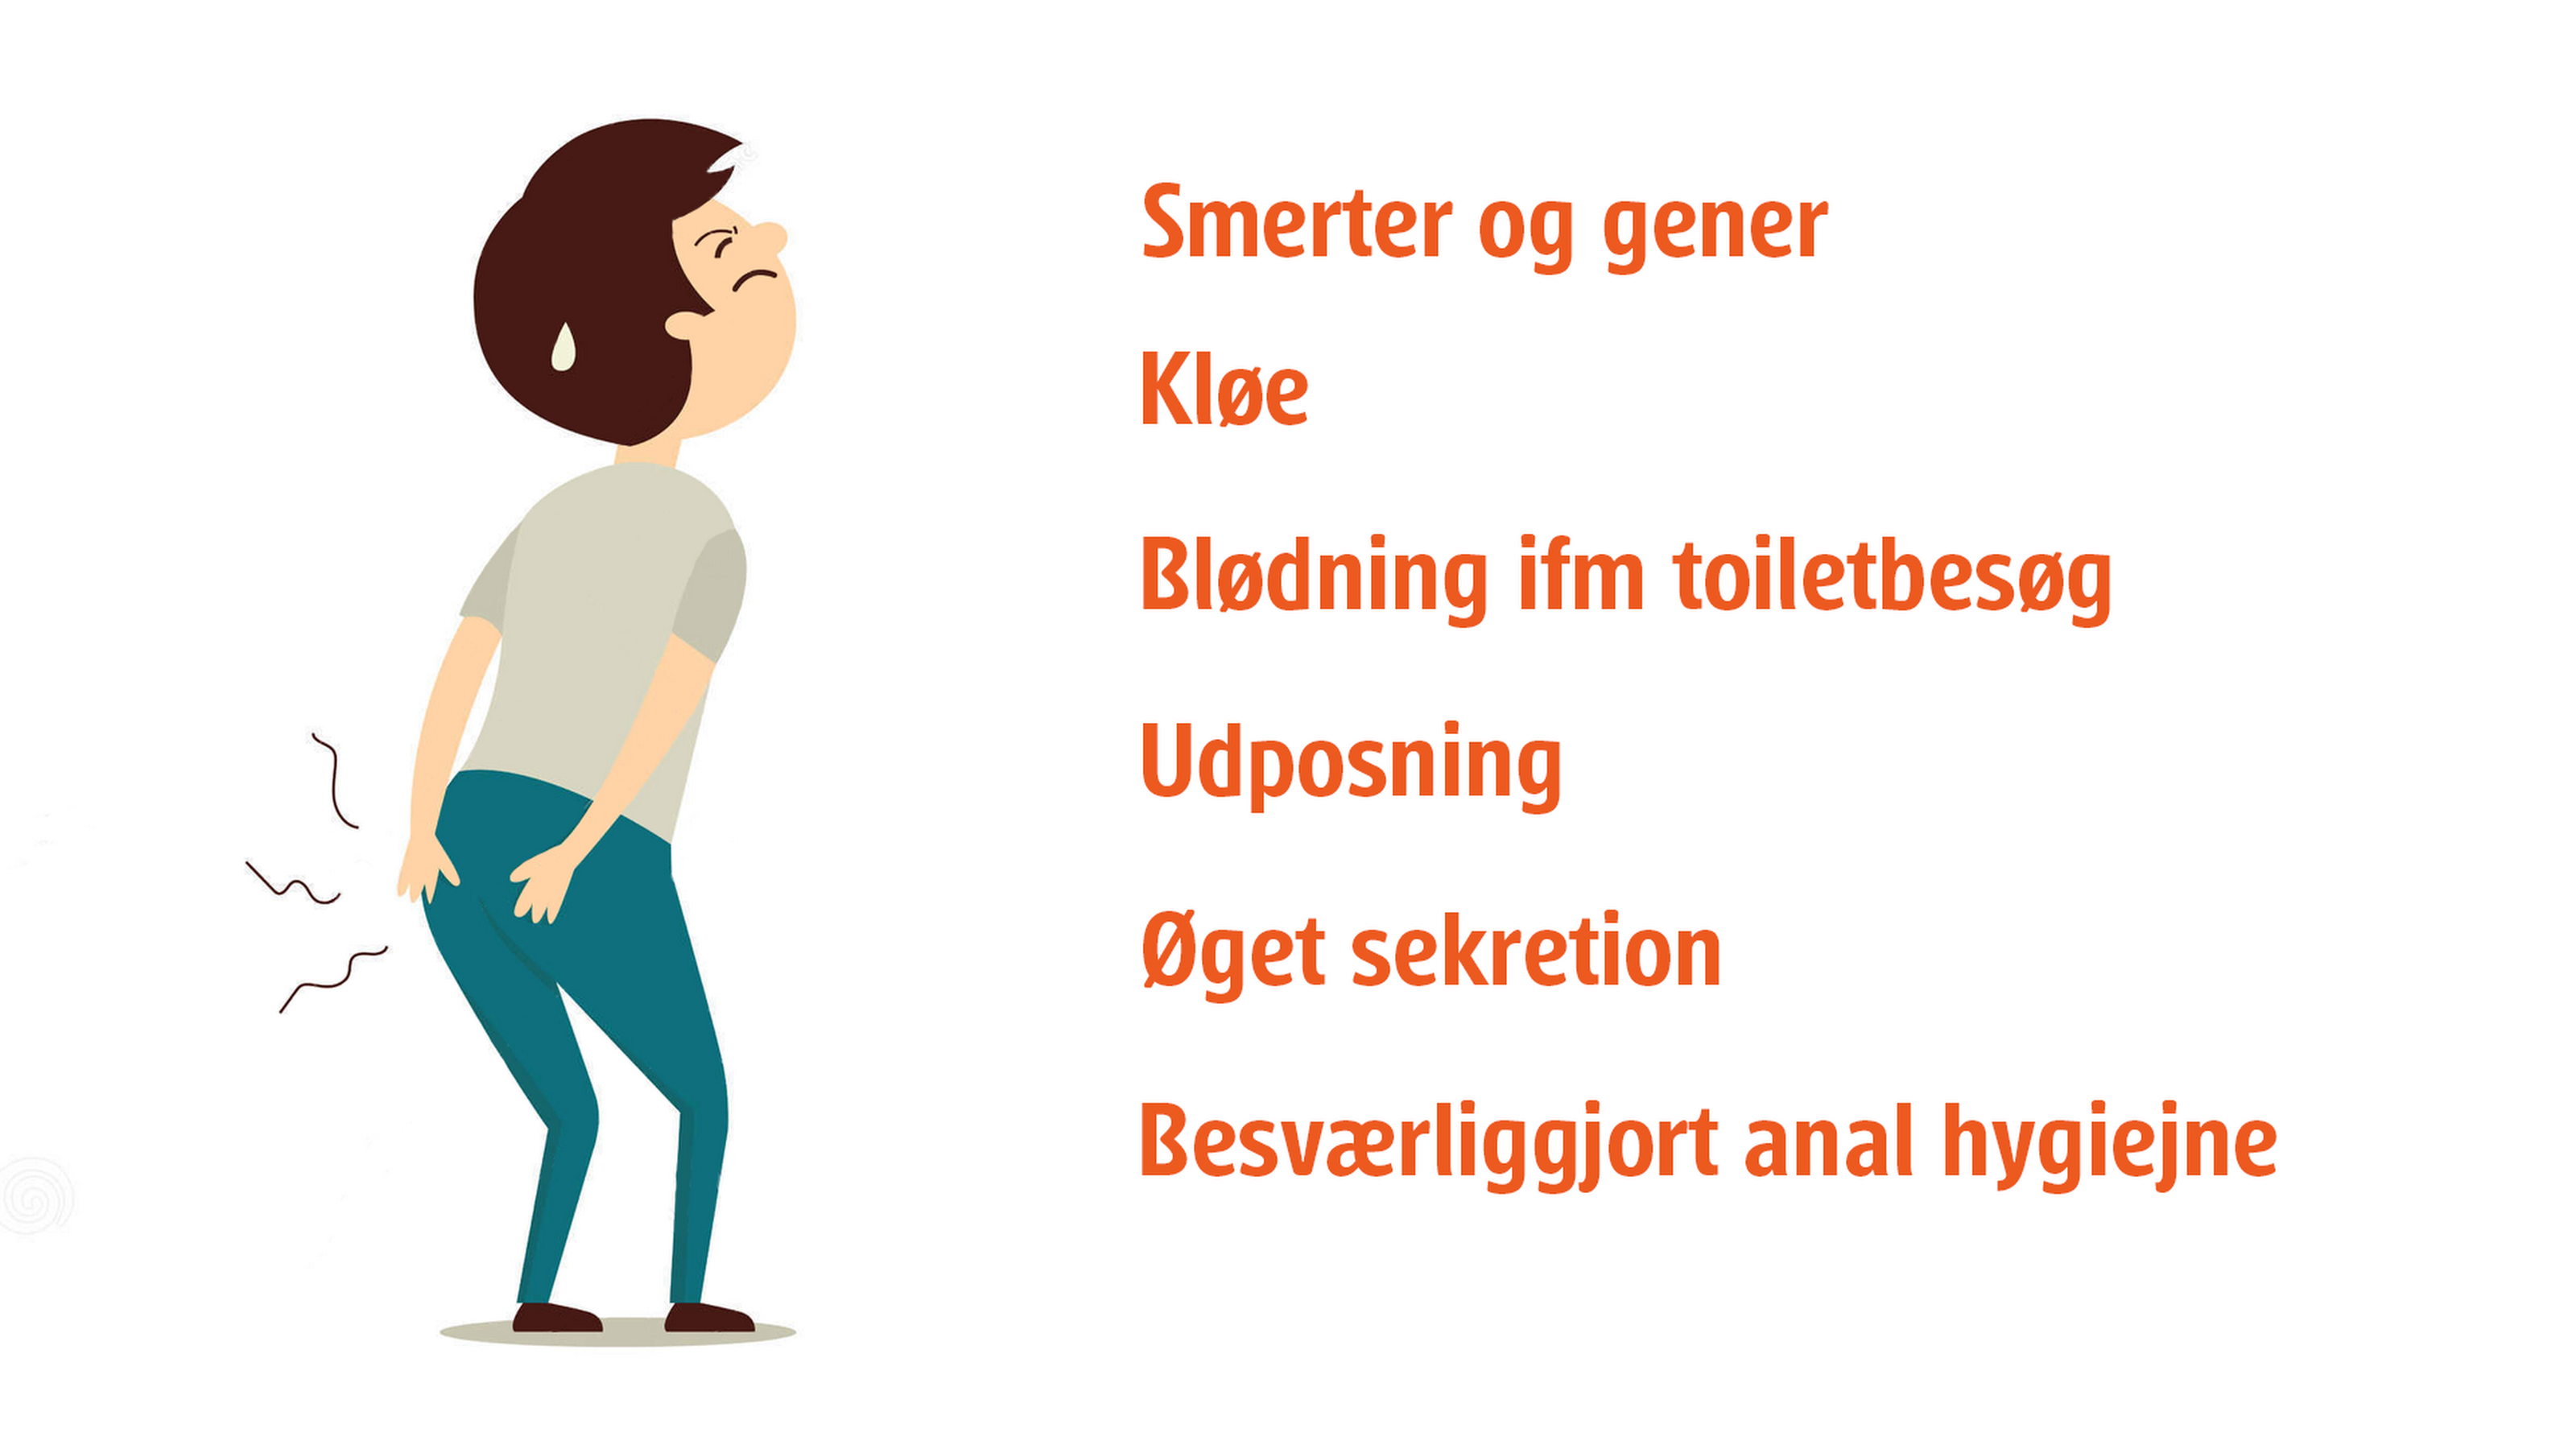 Smerter og gener
Kløe
Blødning ifm toiletbesøg
Udposning
Øget sekretion
Besværliggjort anal hygiejne